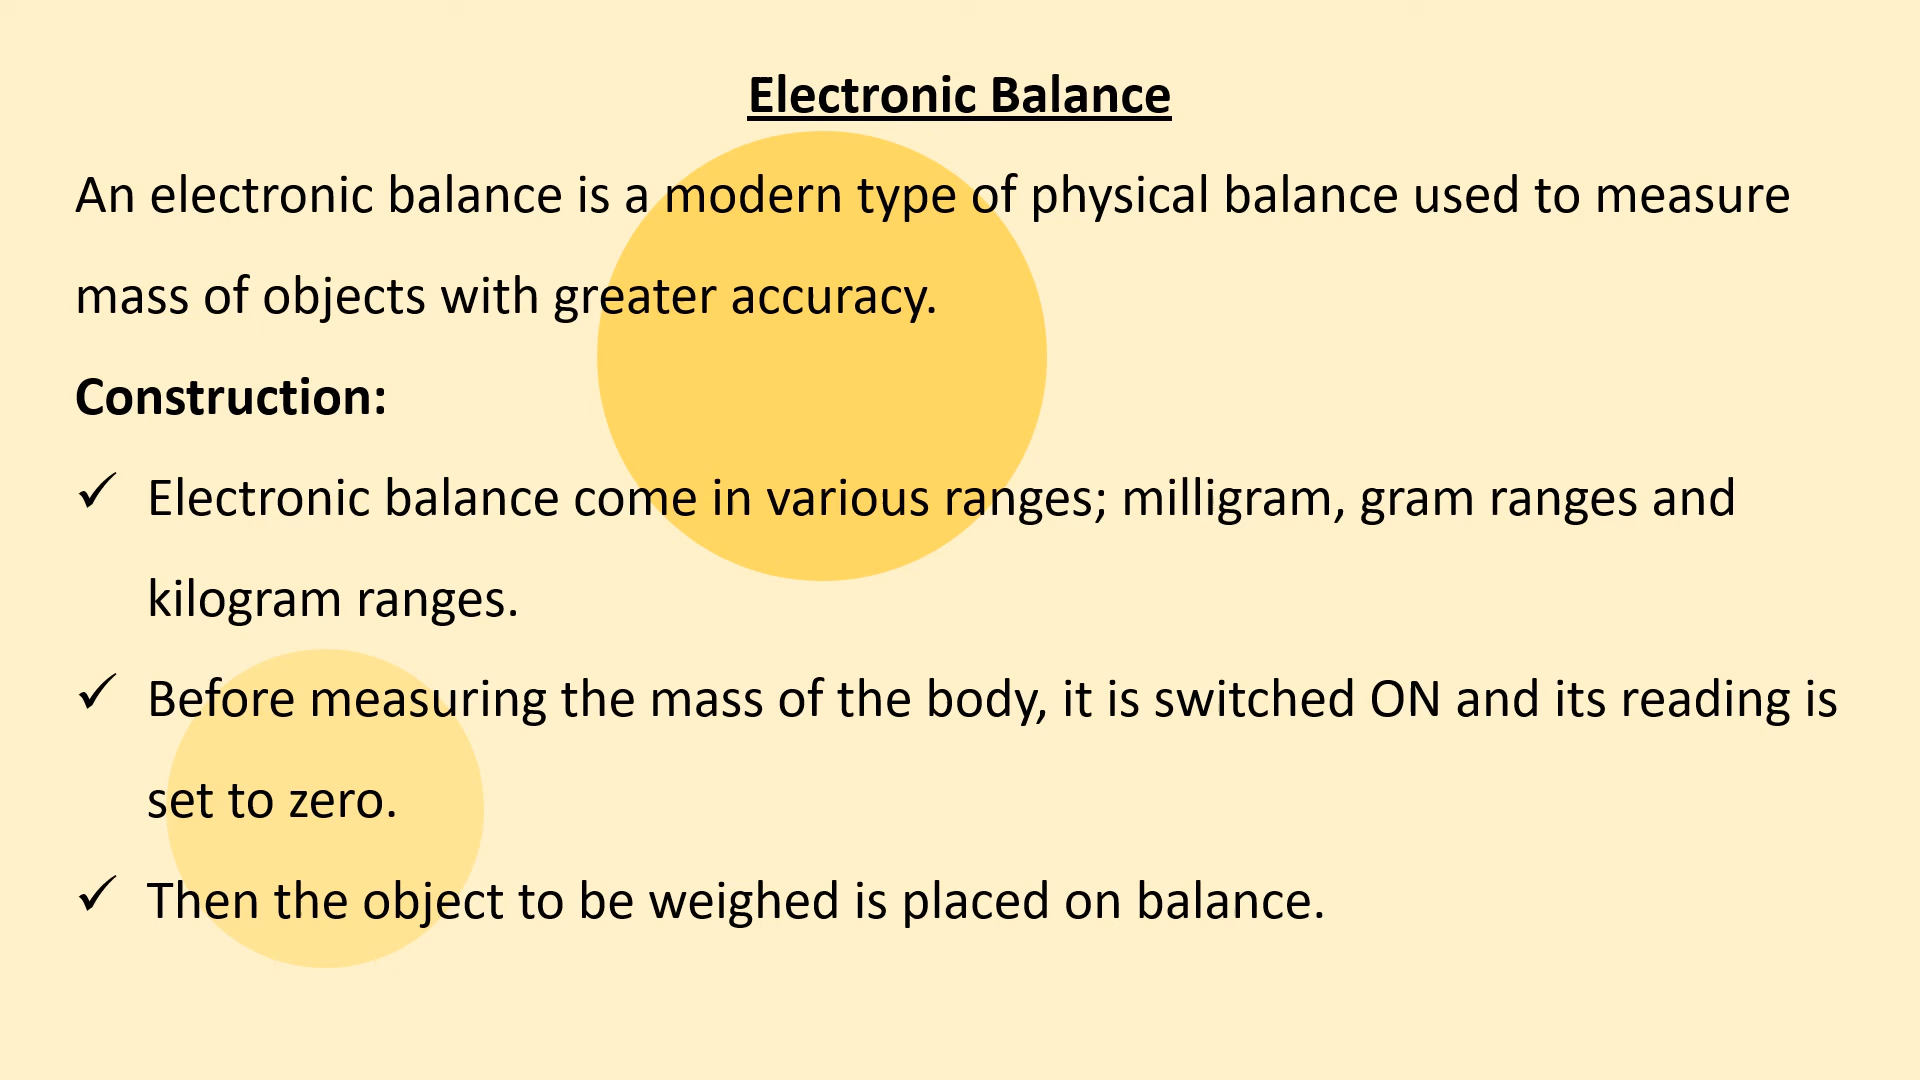 Electronic Balance
An electronic balance is a modern type of physical balance used to measure
mass of objects with greater accuracy.
Construction:
✓ Electronic balance come in various ranges; milligram, gram ranges and
kilogram ranges.
✓ Before measuring the mass of the body, it is switched ON and its reading is
set to zero.
✓ Then the object to be weighed is placed on balance.